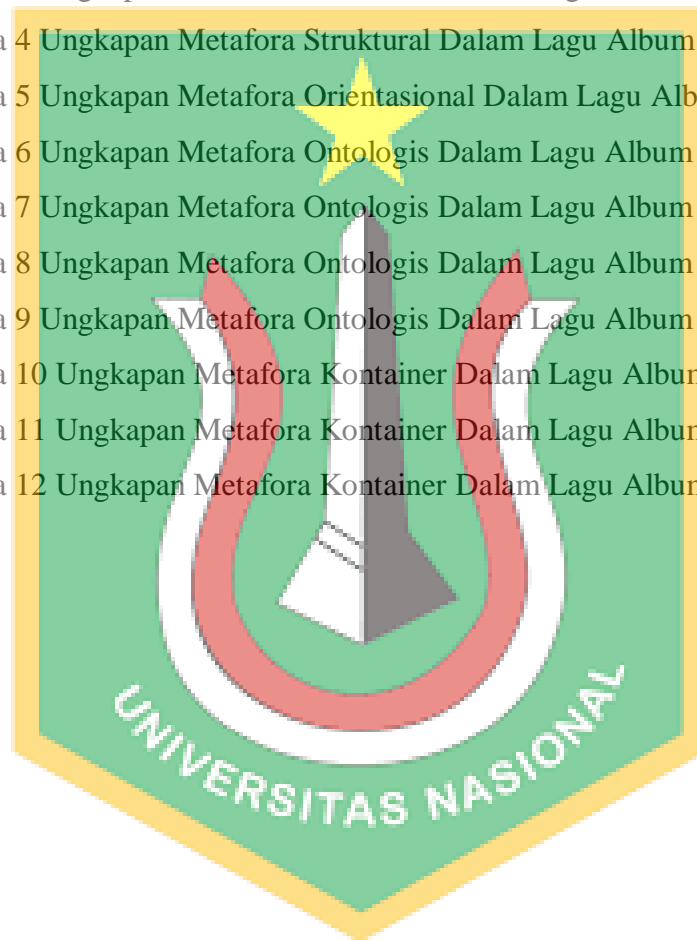 a 4 Ungkapan Metafora Struktural Dalam Lagu Album
a 5 Ungkapan Metafora Orientasional Dalam Lagu Alb
a 6 Ungkapan Metafora Ontologis Dalam Lagu Album
a 7 Ungkapan Metafora Ontologis Dalam Lagu Album
a 8 Ungkapan Metafora Ontologis Dalam Lagu Album
a 9 Ungkapan Metafora Ontologis Dalam Lagu Album
a 10 Ungkapan Metafora Kontainer Dalam Lagu Album
a 11 Ungkapan Metafora Kontainer Dalam Lagu Album
a 12 Ungkapan Metafora Kontainer Dalam Lagu Album
UNIVERSITAS NASIONAL